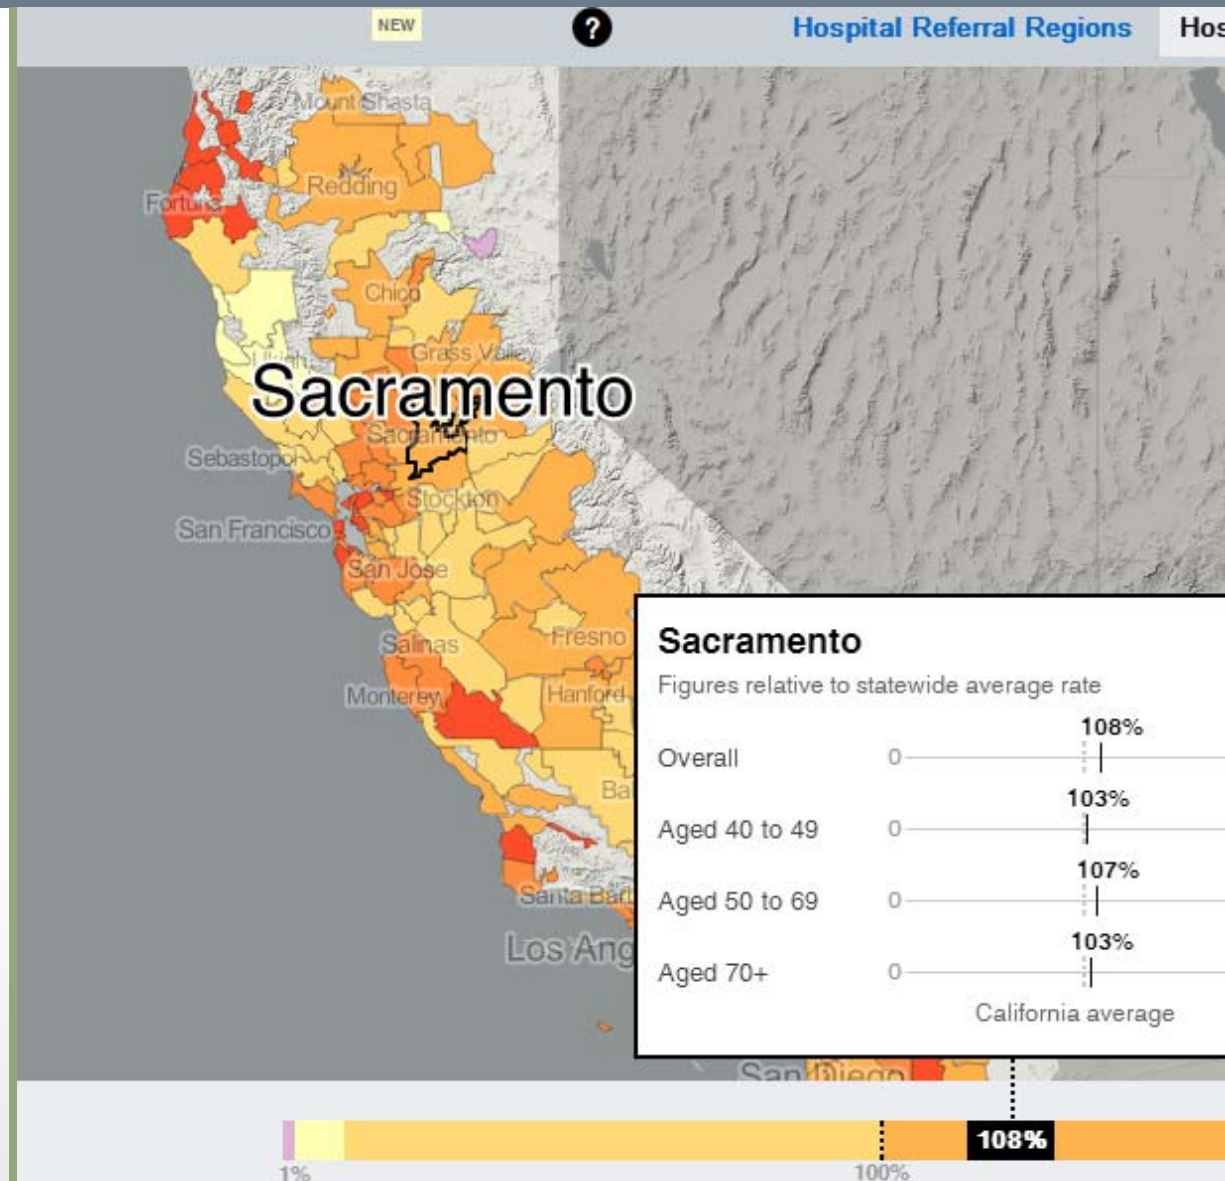 NEW
?
Hospital Referral Regions
Hos
Mount Shasta
Redding
Fortuna
Chico
Grass Valley
Ukiah
Sacramento
Sacramento
Sebastopol
Stockton
San Francisco
San Jose
Salinas
Fresno
Monterey
Hanford
Ba
Santa Bar
Los Ang
San Diego
Sacramento
Figures relative to statewide average rate
108%
Overall 0
103%
Aged 40 to 49 0
107%
Aged 50 to 69 0
103%
Aged 70+ 0
California average
108%
1% 100%